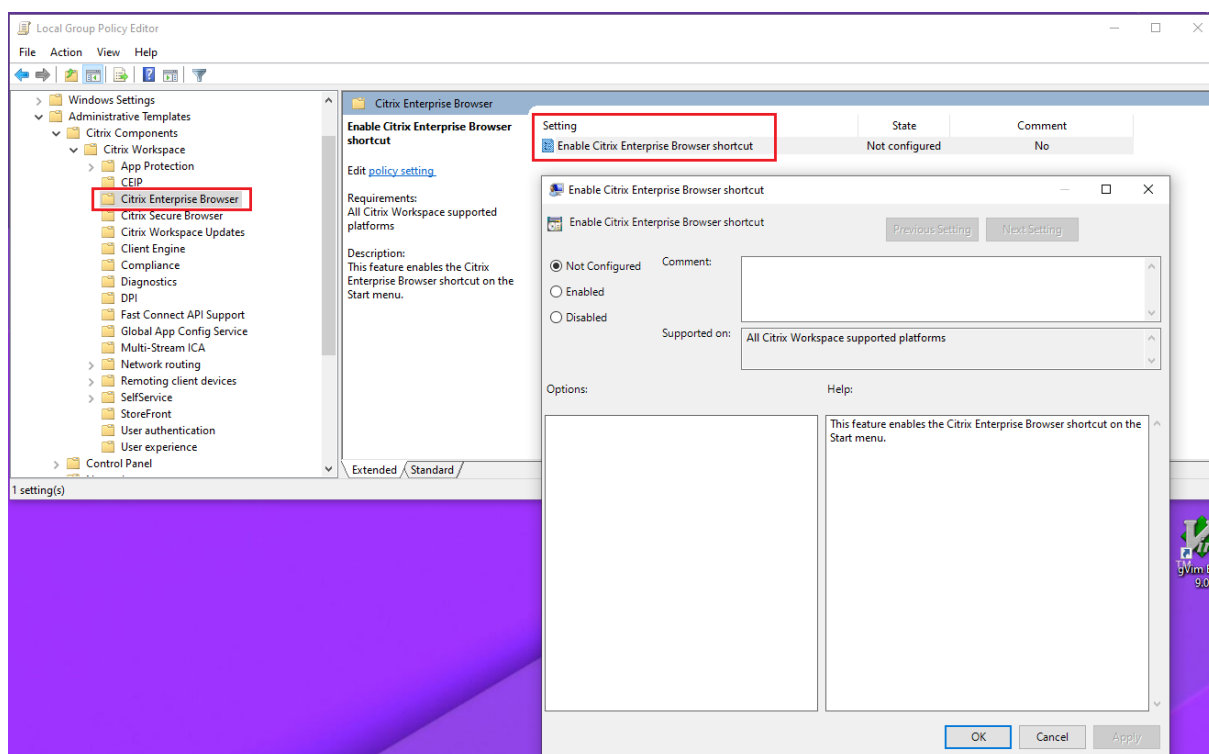 Local Group Policy Editor
File Action View Help
Windows Settings
Administrative Templates
Citrix Components
Citrix Workspace
App Protection
CEIP
Citrix Enterprise Browser
Citrix Secure Browser
Citrix Workspace Updates
Client Engine
Compliance
Diagnostics
DPI
Fast Connect API Support
Global App Config Service
Multi-Stream ICA
Network routing
Remoting client devices
SelfService
StoreFront
User authentication
User experience
Control Panel
1 setting(s)
Citrix Enterprise Browser
Enable Citrix Enterprise Browser
shortcut
Edit policy setting
Requirements:
All Citrix Workspace supported
platforms
Description:
This feature enables the Citrix
Enterprise Browser shortcut on the
Start menu.
Setting State Comment
Enable Citrix Enterprise Browser shortcut Not configured No
Extended Standard
Enable Citrix Enterprise Browser shortcut
Enable Citrix Enterprise Browser shortcut
Previous Setting Next Setting
Not Configured
Enabled
Disabled
Comment:
Supported on:
All Citrix Workspace supported platforms
Options:
Help:
This feature enables the Citrix Enterprise Browser shortcut on the
Start menu.
OK Cancel Apply
gVim
9.0